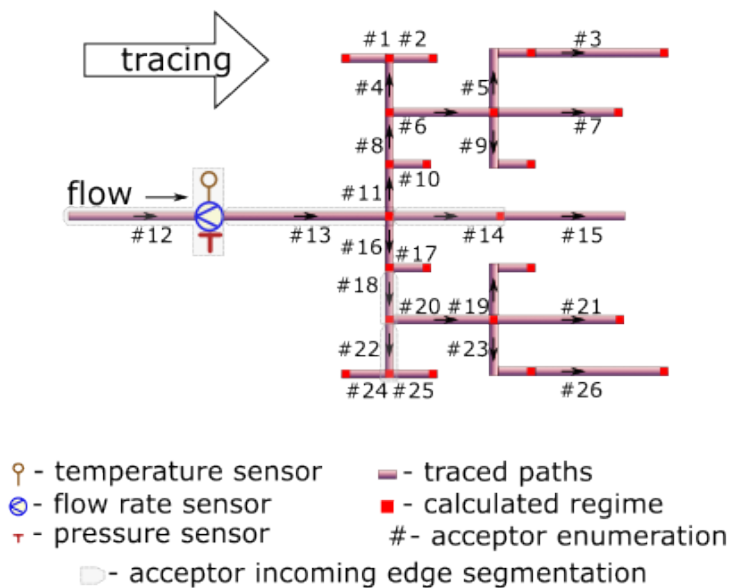 tracing
#1 #2
#3
#4
#5
#6
#7
#8
#9
#10
flow
#11
#12
#13
#14
#15
#16
#17
#18
#20 #19
#21
#22
#23
#24 #25
#26
- temperature sensor
- traced paths
- flow rate sensor
- calculated regime
- pressure sensor
#- acceptor enumeration
- acceptor incoming edge segmentation